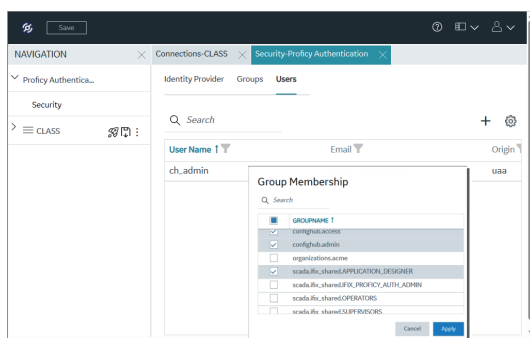 Save
NAVIGATION
Connections-CLASS
Security-Proficy Authentication
Proficy Authentica...
Security
CLASS
Identity Provider Groups Users
Search
User Name Email Origin
ch_admin uaa
Group Membership
Search
GROUPNAME
confighub.access
confighub.admin
organizations.acme
scada.ifix_shared.APPLICATION_DESIGNER
scada.ifix_shared.IFIX_PROFICY_AUTH_ADMIN
scada.ifix_shared.OPERATORS
scada.ifix_shared.SUPERVISORS
Cancel Apply